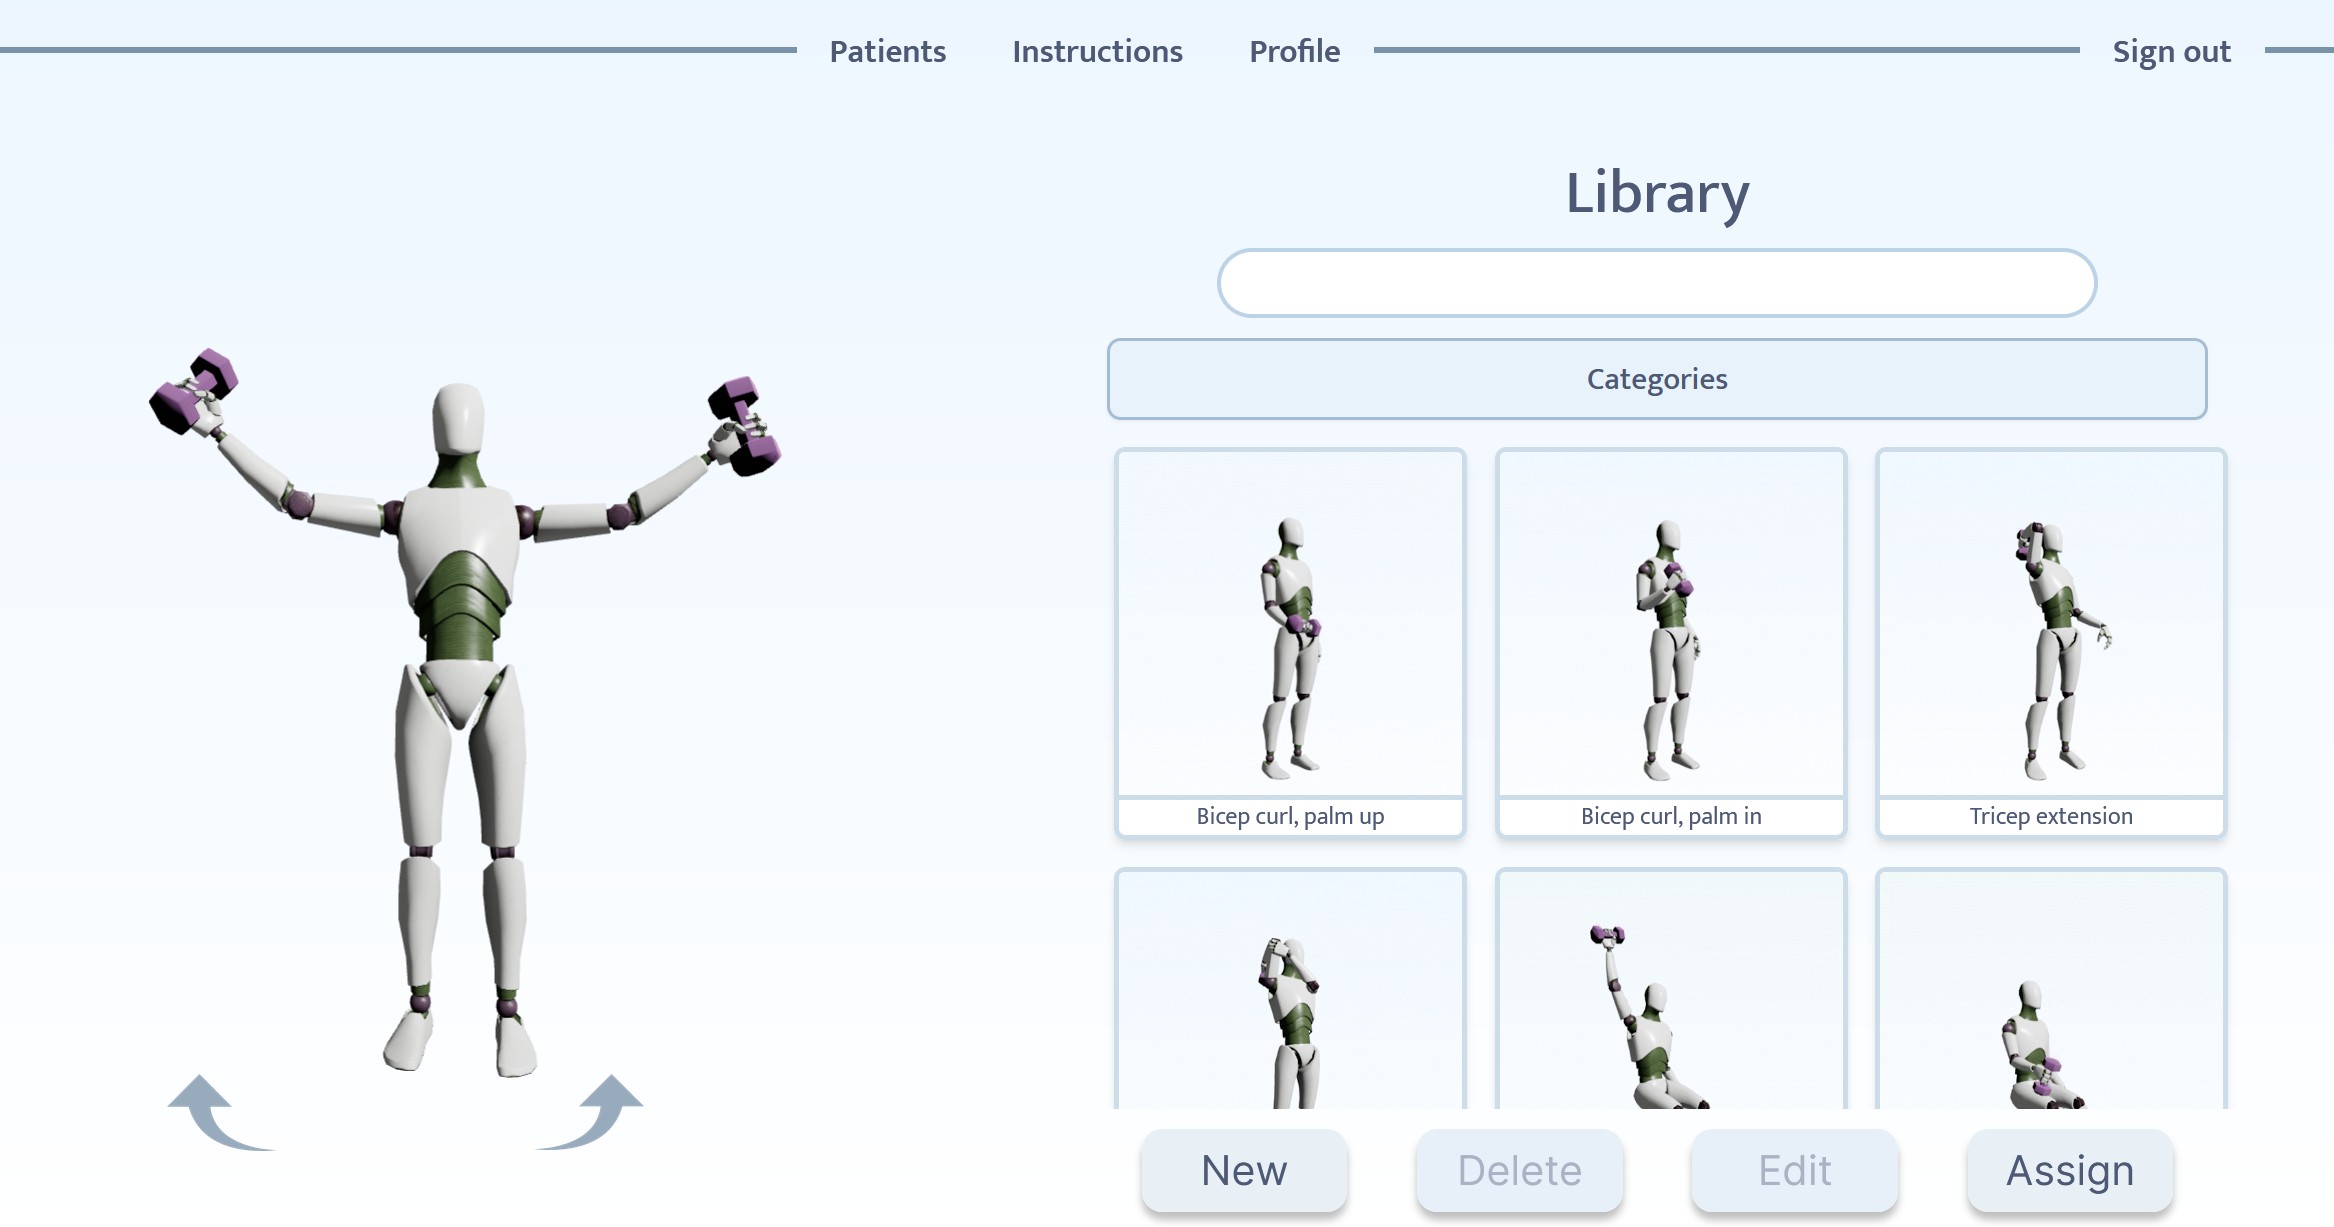 Patients Instructions Profile Sign out
Library
Categories
Bicep curl, palm up
Bicep curl, palm in
Tricep extension
New
Delete
Edit
Assign